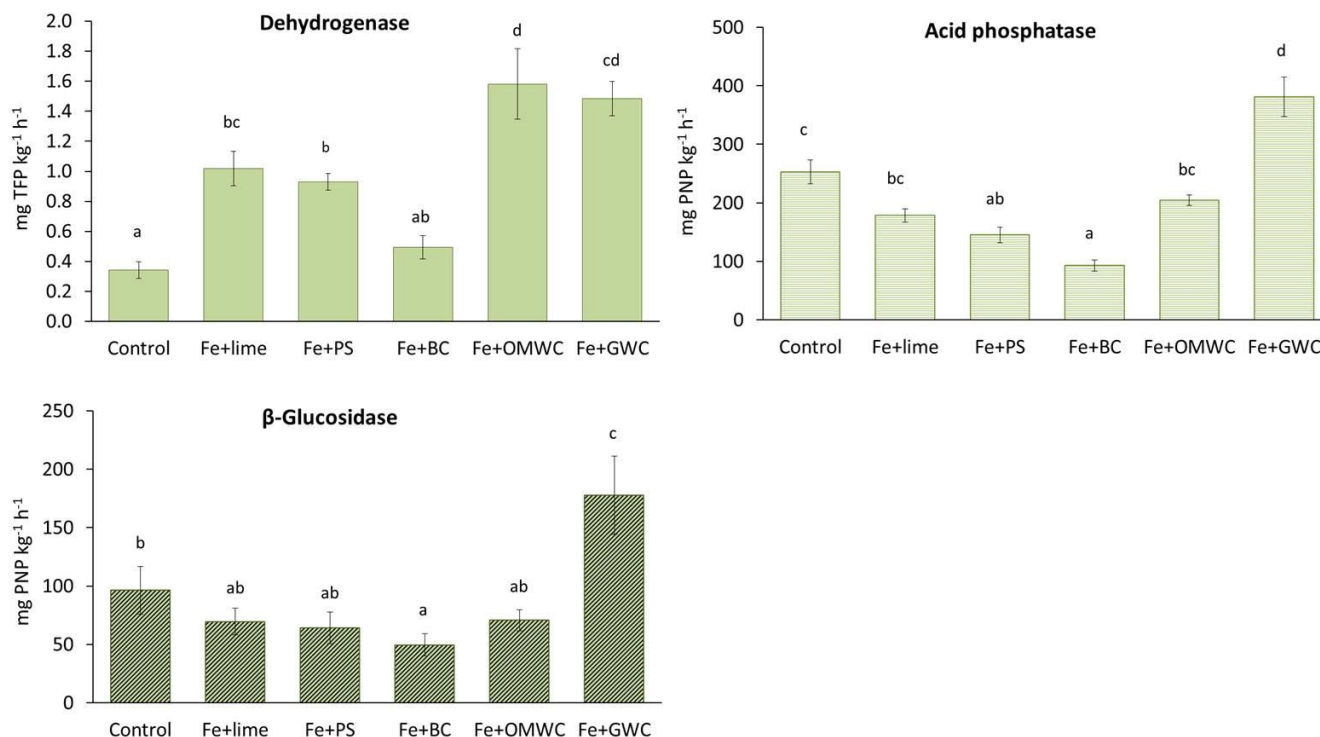 Dehydrogenase
mg TFP kg⁻¹ h⁻¹
2.0
1.8
1.6
1.4
1.2
1.0
0.8
0.6
0.4
0.2
0.0
a
bc
b
ab
d
cd
Control Fe+lime Fe+PS Fe+BC Fe+OMWC Fe+GWC
Acid phosphatase
mg PNP kg⁻¹ h⁻¹
500
400
300
200
100
0
c
bc
ab
a
bc
d
Control Fe+lime Fe+PS Fe+BC Fe+OMWC Fe+GWC
β-Glucosidase
mg PNP kg⁻¹ h⁻¹
250
200
150
100
50
0
b
ab
ab
a
ab
c
Control Fe+lime Fe+PS Fe+BC Fe+OMWC Fe+GWC